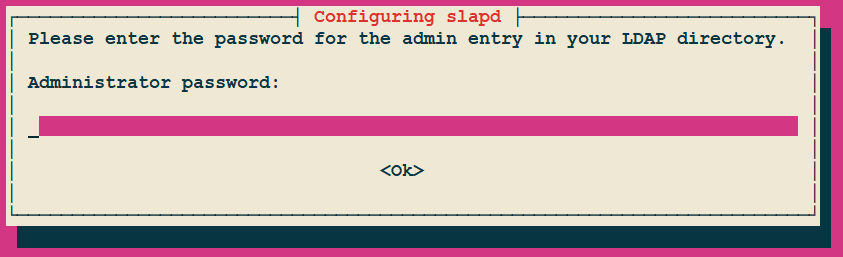 Configuring slapd
Please enter the password for the admin entry in your LDAP directory.
Administrator password:
<Ok>